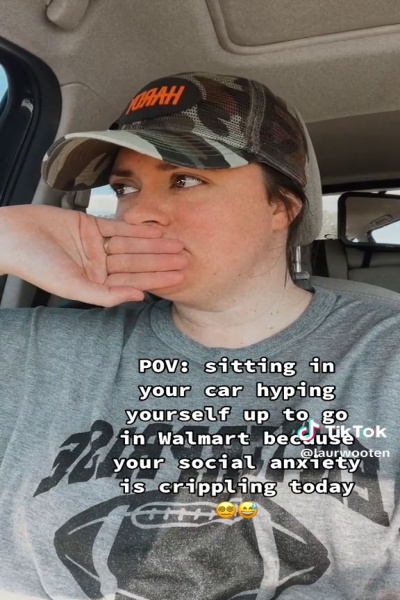 POV: sitting in
your car hyping
yourself up to go
in Walmart because
your social anxiety
is crippling today
😵‍💫😅
TikTok
@laurwooten